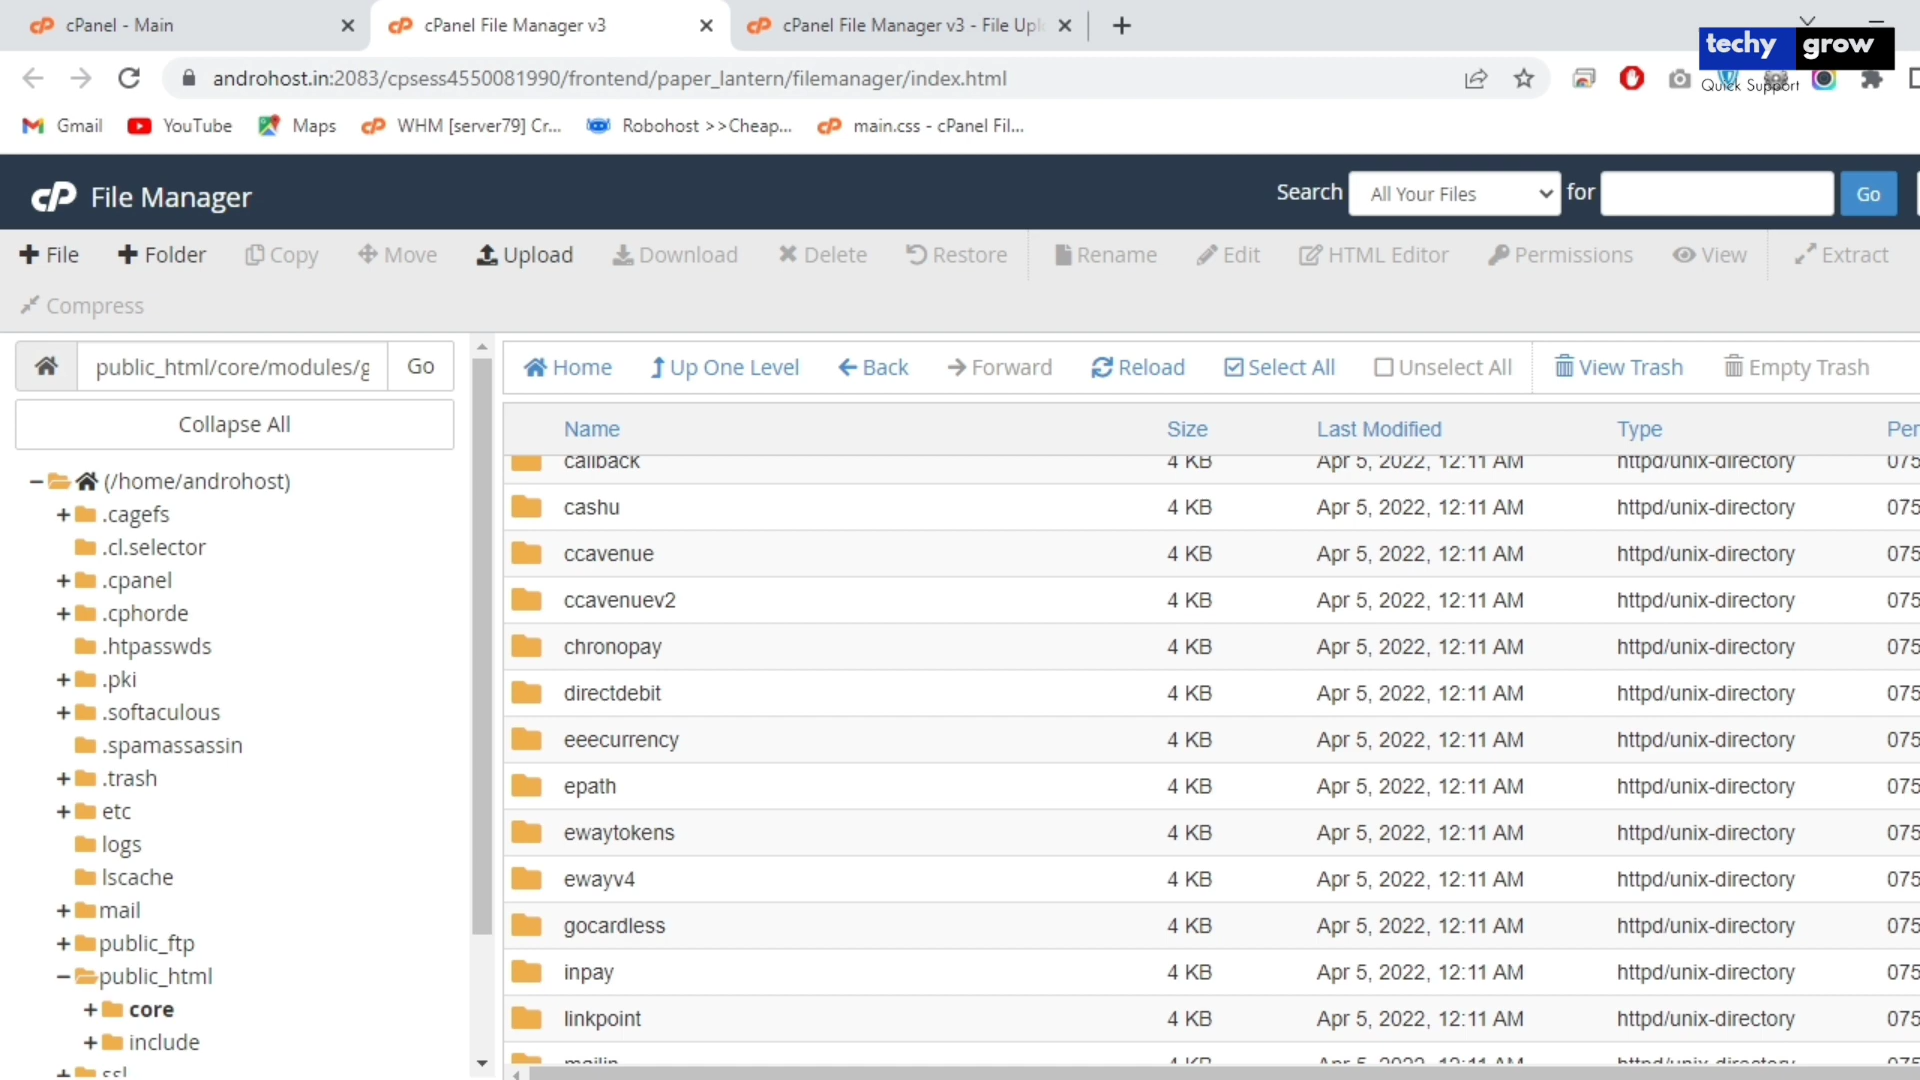 cPanel - Main
cPanel File Manager v3
cPanel File Manager v3 - File Upl
techy grow
Quick Support
androhost.in:2083/cpsess4550081990/frontend/paper_lantern/filemanager/index.html
Gmail
YouTube
Maps
WHM [server79] Cr...
Robohost >>Cheap...
main.css - cPanel Fil...
cP File Manager
Search All Your Files for Go
File Folder Copy Move Upload Download Delete Restore Rename Edit HTML Editor Permissions View Extract
Compress
public_html/core/modules/g Go
Home Up One Level Back Forward Reload Select All Unselect All View Trash Empty Trash
Collapse All
(/home/androhost)
.cagefs
.cl.selector
.cpanel
.cphorde
.htpasswds
.pki
.softaculous
.spamassassin
.trash
etc
logs
lscache
mail
public_ftp
public_html
core
include
ssl
Name Size Last Modified Type Per
callback 4 KB Apr 5, 2022, 12:11 AM httpd/unix-directory 075
cashu 4 KB Apr 5, 2022, 12:11 AM httpd/unix-directory 075
ccavenue 4 KB Apr 5, 2022, 12:11 AM httpd/unix-directory 075
ccavenuev2 4 KB Apr 5, 2022, 12:11 AM httpd/unix-directory 075
chronopay 4 KB Apr 5, 2022, 12:11 AM httpd/unix-directory 075
directdebit 4 KB Apr 5, 2022, 12:11 AM httpd/unix-directory 075
eeecurrency 4 KB Apr 5, 2022, 12:11 AM httpd/unix-directory 075
epath 4 KB Apr 5, 2022, 12:11 AM httpd/unix-directory 075
ewaytokens 4 KB Apr 5, 2022, 12:11 AM httpd/unix-directory 075
ewayv4 4 KB Apr 5, 2022, 12:11 AM httpd/unix-directory 075
gocardless 4 KB Apr 5, 2022, 12:11 AM httpd/unix-directory 075
inpay 4 KB Apr 5, 2022, 12:11 AM httpd/unix-directory 075
linkpoint 4 KB Apr 5, 2022, 12:11 AM httpd/unix-directory 075